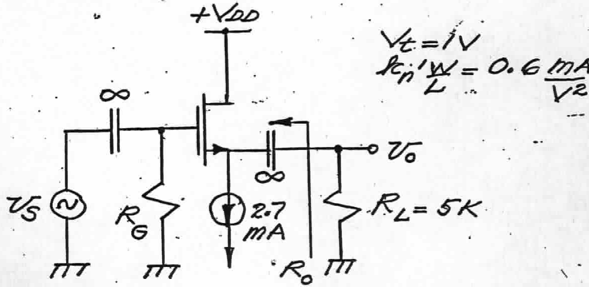 +VDD
Vt = 1V
kn' W/L = 0.6 mA/V²
∞
∞
vo
vs
RG
2.7
mA
RL = 5K
Ro